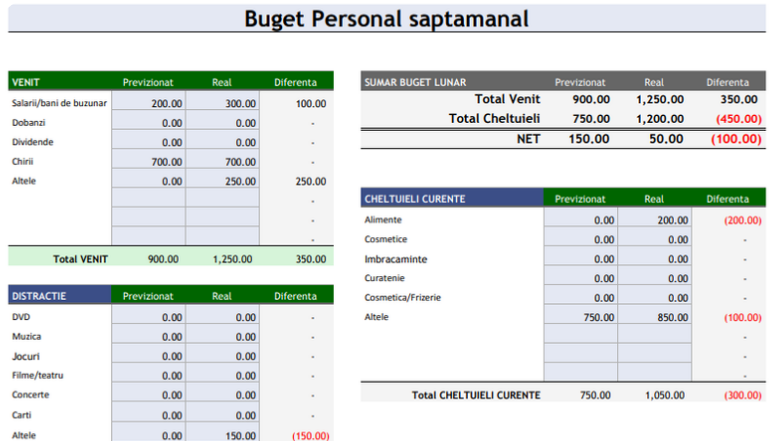 Buget Personal saptamanal
VENIT Previzionat Real Diferenta
Salarii/bani de buzunar 200.00 300.00 100.00
Dobanzi 0.00 0.00 -
Dividende 0.00 0.00 -
Chirii 700.00 700.00 -
Altele 0.00 250.00 250.00
-
-
-
Total VENIT 900.00 1,250.00 350.00
DISTRACTIE Previzionat Real Diferenta
DVD 0.00 0.00 -
Muzica 0.00 0.00 -
Jocuri 0.00 0.00 -
Filme/teatru 0.00 0.00 -
Concerte 0.00 0.00 -
Carti 0.00 0.00 -
Altele 0.00 150.00 (150.00)
SUMAR BUGET LUNAR Previzionat Real Diferenta
Total Venit 900.00 1,250.00 350.00
Total Cheltuieli 750.00 1,200.00 (450.00)
NET 150.00 50.00 (100.00)
CHELTUIELI CURENTE Previzionat Real Diferenta
Alimente 0.00 200.00 (200.00)
Cosmetice 0.00 0.00 -
Imbracaminte 0.00 0.00 -
Curatenie 0.00 0.00 -
Cosmetica/Frizerie 0.00 0.00 -
Altele 750.00 850.00 (100.00)
-
-
-
Total CHELTUIELI CURENTE 750.00 1,050.00 (300.00)